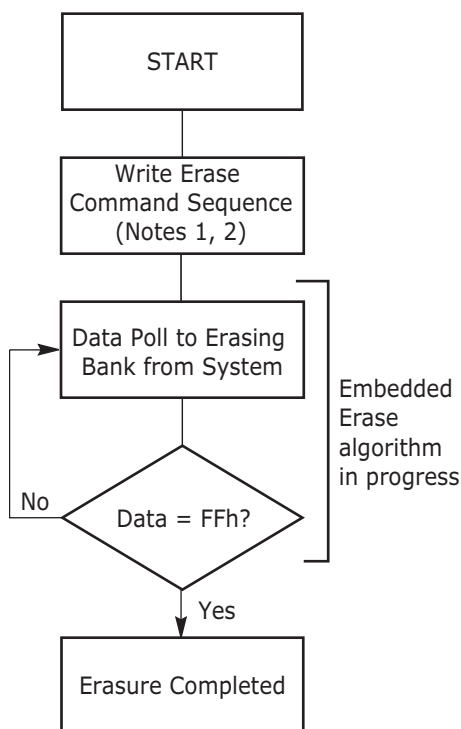 START
Write Erase
Command Sequence
(Notes 1, 2)
Data Poll to Erasing
Bank from System
Embedded
Erase
algorithm
in progress
No
Data = FFh?
Yes
Erasure Completed